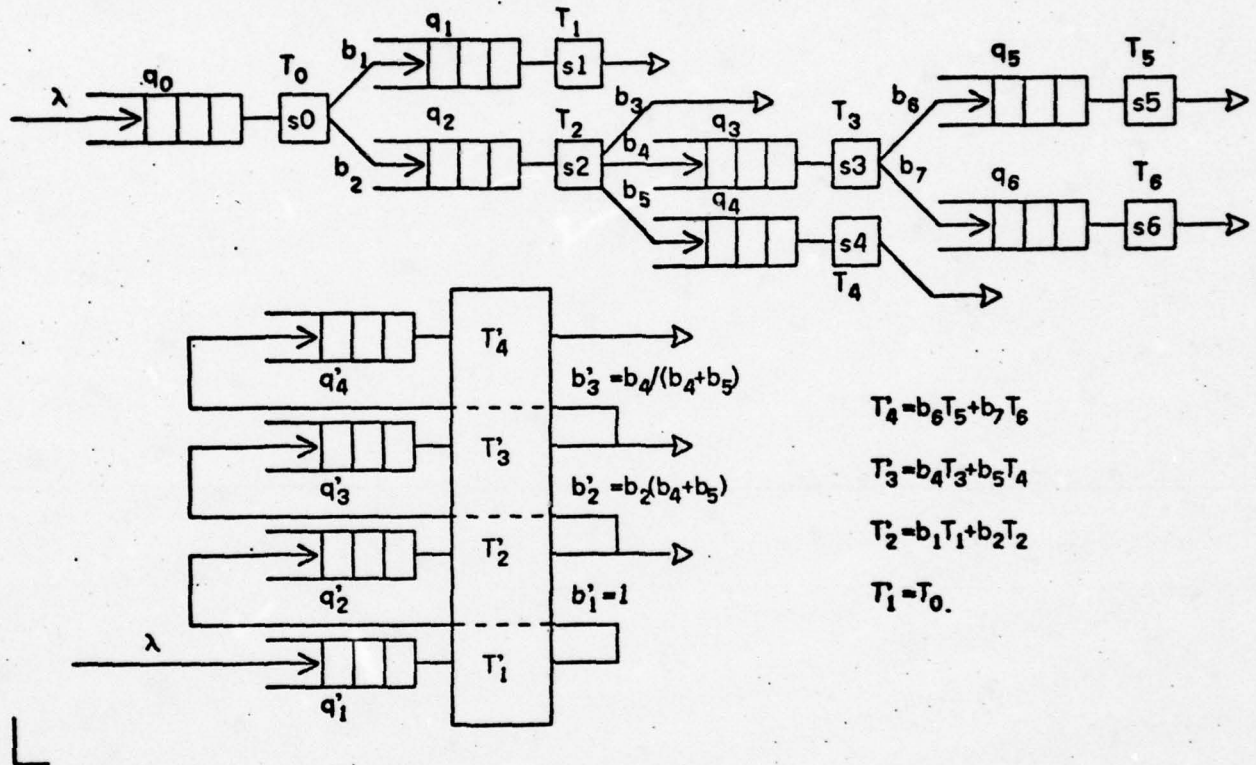 λ
q0
T0
s0
b1
b2
q1
T1
s1
q2
T2
s2
b3
b4
b5
q3
T3
s3
q4
s4
T4
b6
b7
q5
T5
s5
q6
T6
s6
q'4
T'4
b'3 =b4/(b4+b5)
q'3
T'3
b'2 =b2(b4+b5)
q'2
T'2
b'1 =1
λ
q'1
T'1
T'4=b6T5+b7T6
T'3=b4T3+b5T4
T'2=b1T1+b2T2
T'1=T0.